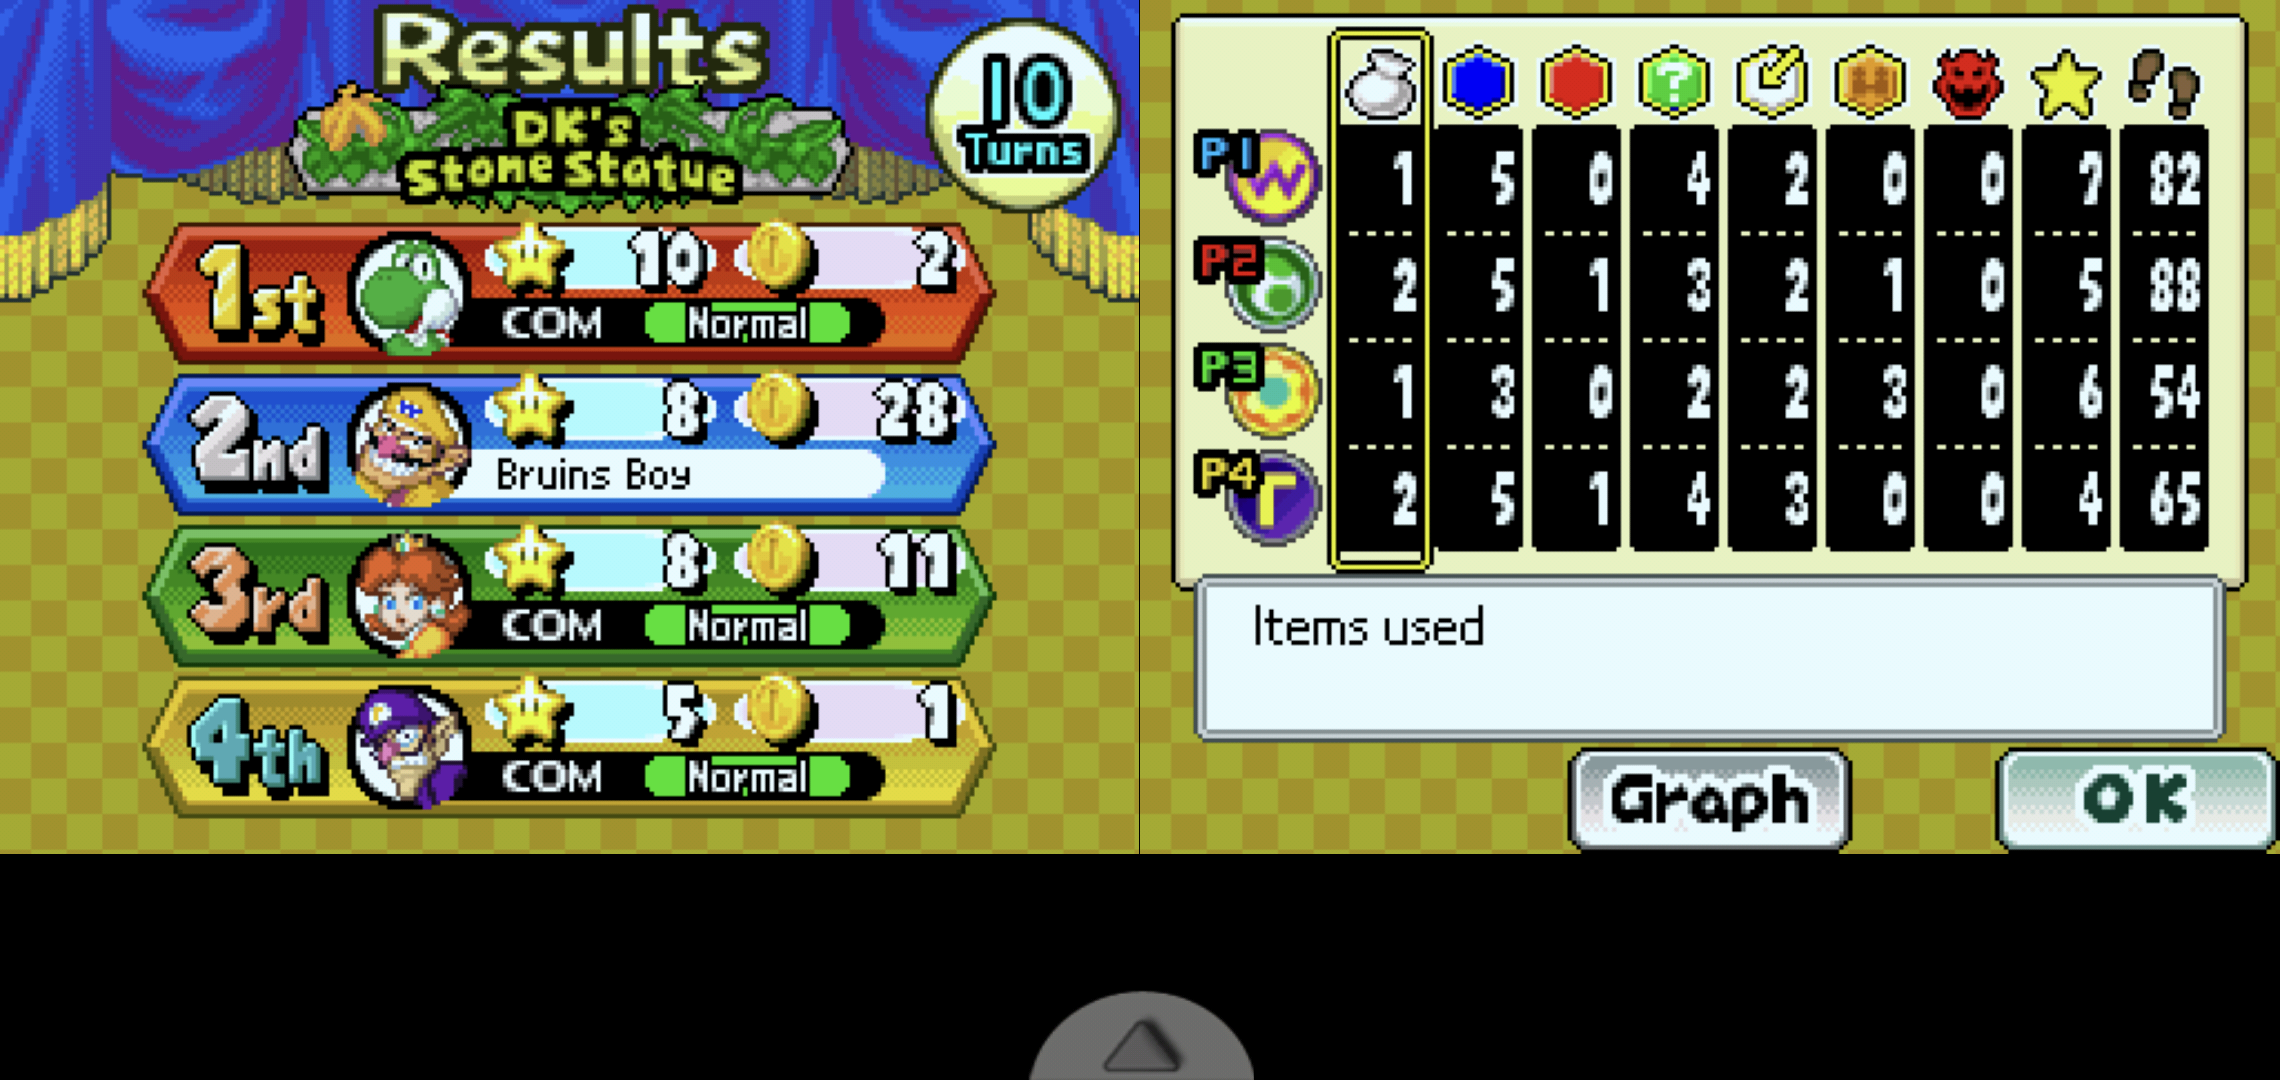 Results
DK's
Stone Statue
10
Turns
1st
10
2
COM
Normal
2nd
8
28
Bruins Boy
3rd
8
11
COM
Normal
4th
5
1
COM
Normal
?
P1 W 1 5 0 4 2 0 0 7 82
P2 2 5 1 3 2 1 0 5 88
P3 1 3 0 2 2 3 0 6 54
P4 Γ 2 5 1 4 3 0 0 4 65
Items used
Graph
OK